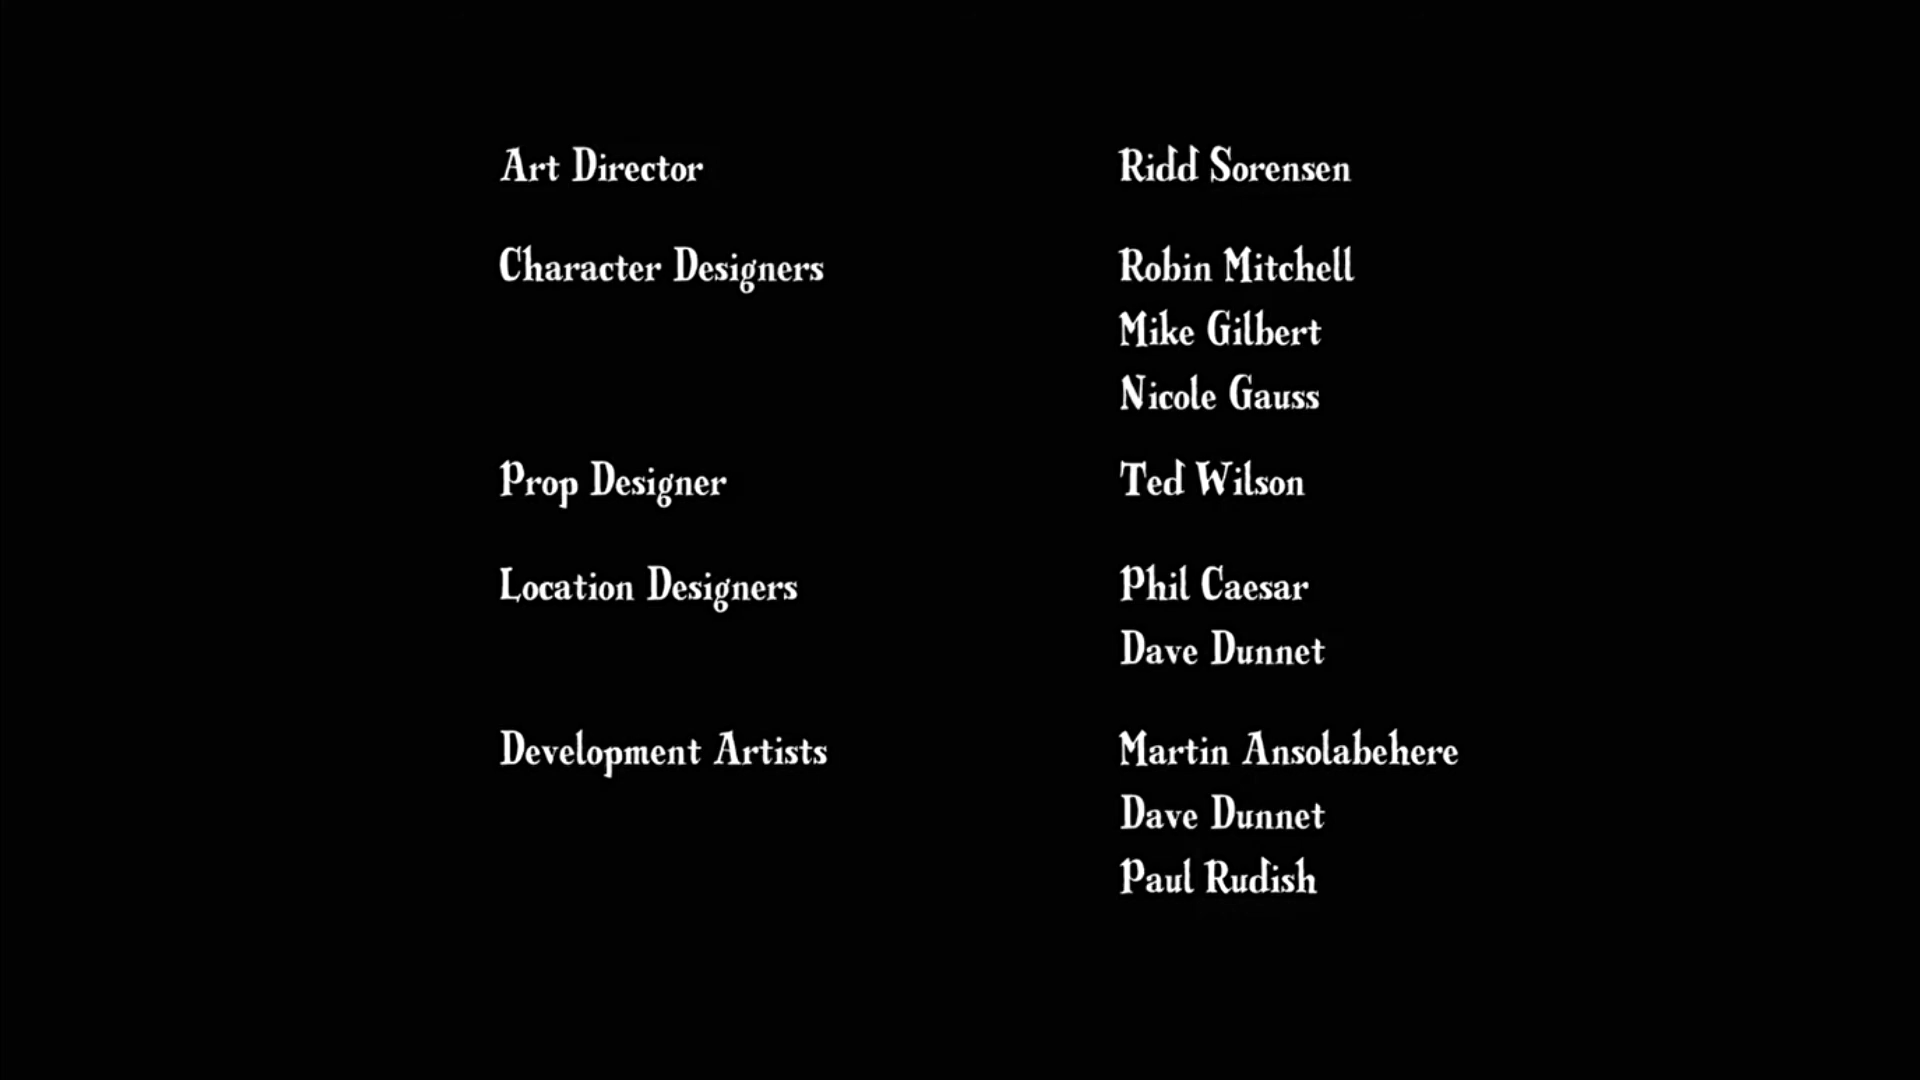 Art Director Ridd Sorensen
Character Designers Robin Mitchell
Mike Gilbert
Nicole Gauss
Prop Designer Ted Wilson
Location Designers Phil Caesar
Dave Dunnet
Development Artists Martin Ansolabehere
Dave Dunnet
Paul Rudish